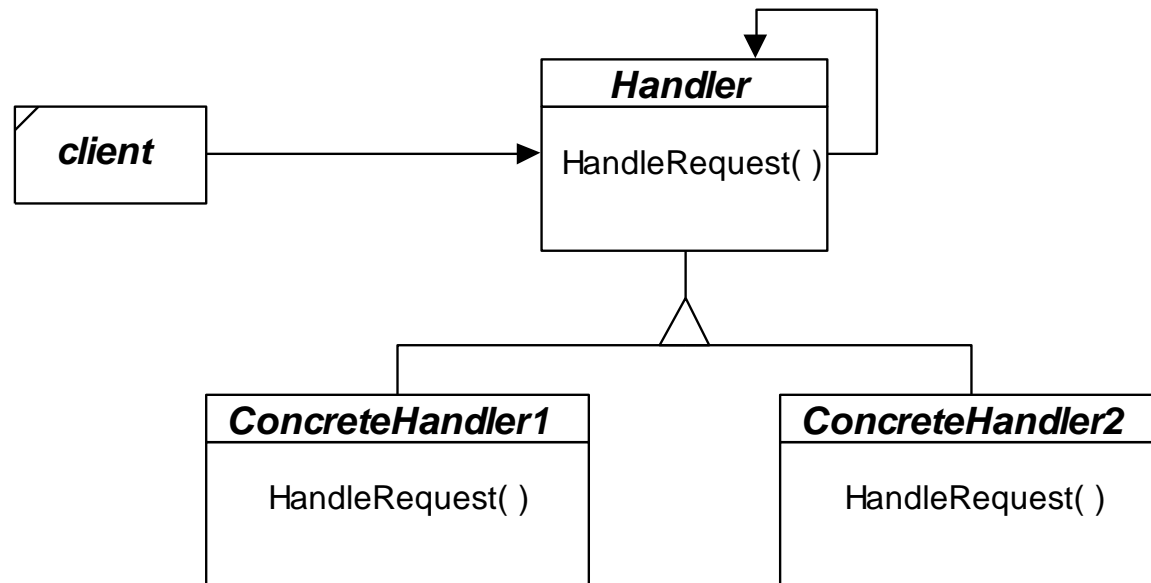 Handler
client
HandleRequest( )
ConcreteHandler1
ConcreteHandler2
HandleRequest( )
HandleRequest( )